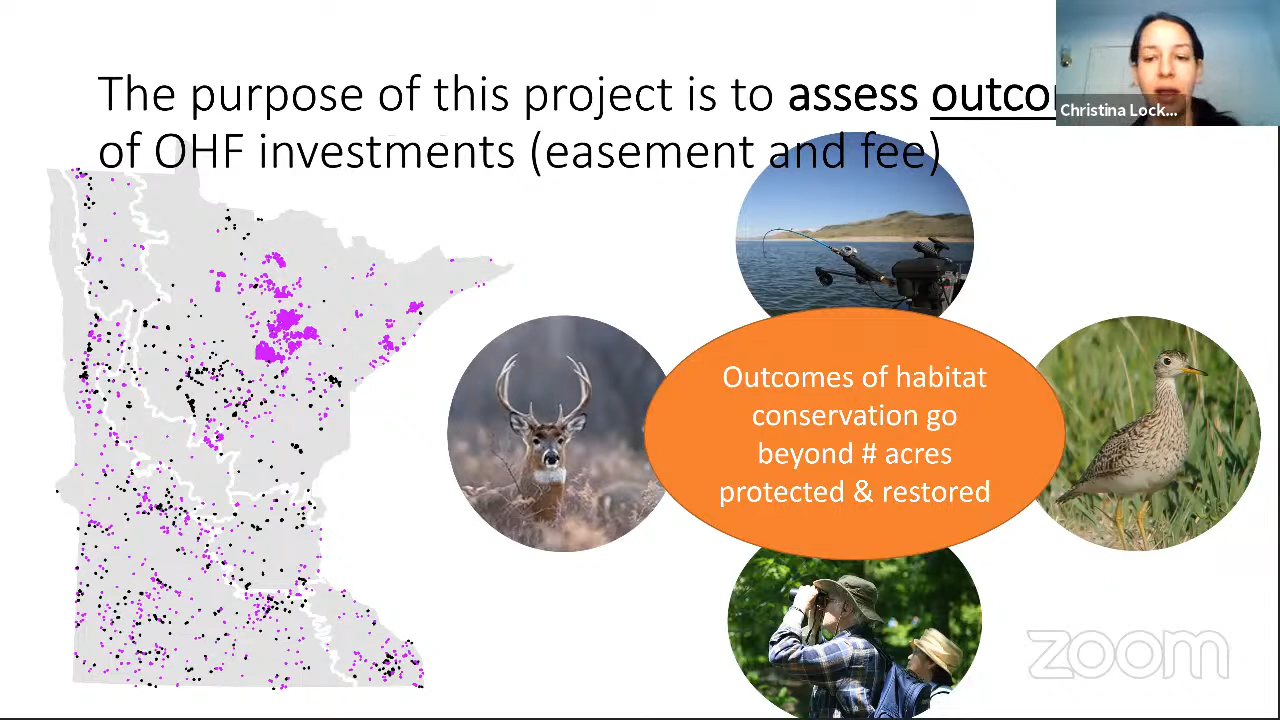 The purpose of this project is to assess outco
of OHF investments (easement and fee)
Christina Lock...
Outcomes of habitat
conservation go
beyond # acres
protected & restored
zoom